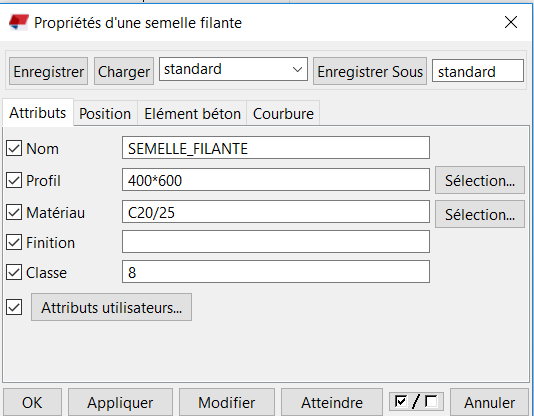 Propriétés d'une semelle filante
Enregistrer Charger standard Enregistrer Sous standard
Attributs Position Elément béton Courbure
Nom SEMELLE_FILANTE
Profil 400*600 Sélection...
Matériau C20/25 Sélection...
Finition
Classe 8
Attributs utilisateurs...
OK Appliquer Modifier Atteindre / Annuler